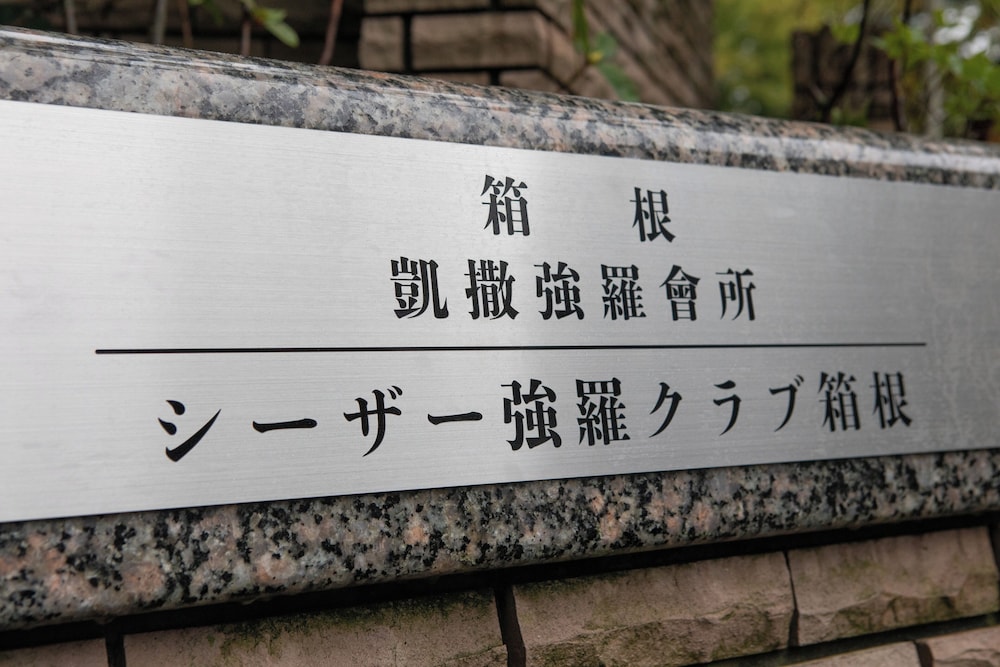 箱　根
凱撒強羅會所
シーザー強羅クラブ箱根